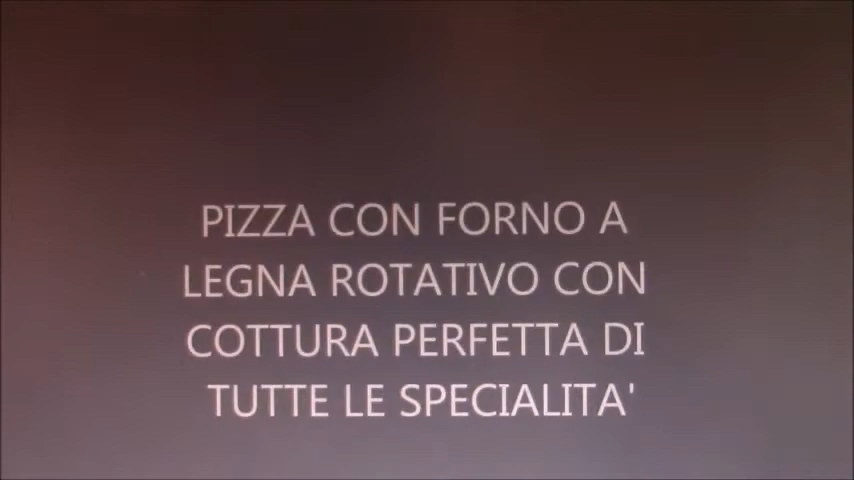 PIZZA CON FORNO A
LEGNA ROTATIVO CON
COTTURA PERFETTA DI
TUTTE LE SPECIALITA'